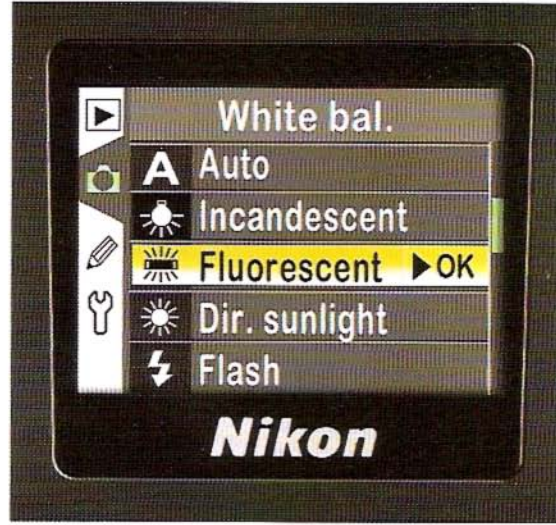 White bal.
A Auto
Incandescent
Fluorescent ▶OK
Dir. sunlight
Flash
Nikon